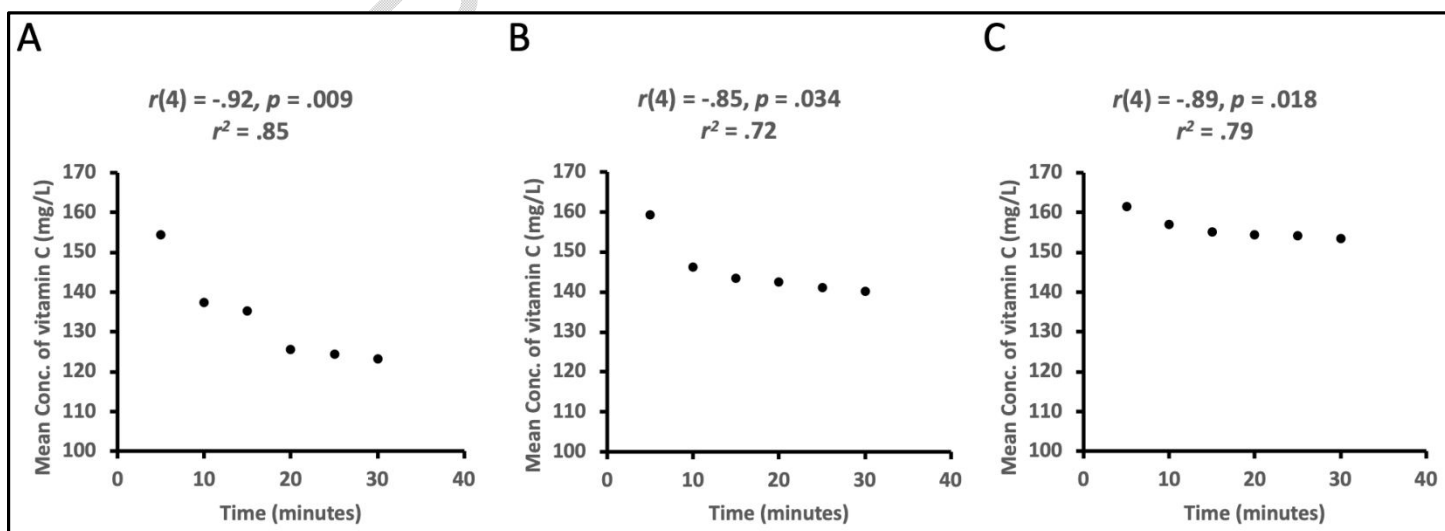 A
r(4) = -.92, p = .009
r² = .85
Mean Conc. of vitamin C (mg/L)
170
160
150
140
130
120
110
100
0
10
20
30
40
Time (minutes)
B
r(4) = -.85, p = .034
r² = .72
Mean Conc. of vitamin C (mg/L)
170
160
150
140
130
120
110
100
0
10
20
30
40
Time (minutes)
C
r(4) = -.89, p = .018
r² = .79
Mean Conc. of vitamin C (mg/L)
170
160
150
140
130
120
110
100
0
10
20
30
40
Time (minutes)